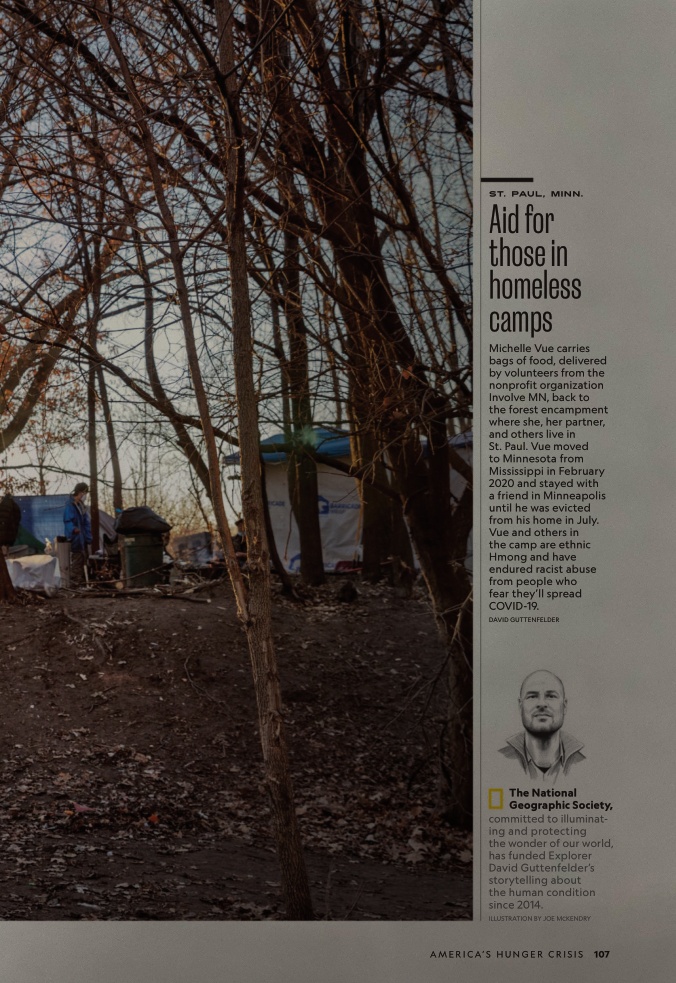 ST. PAUL, MINN.
Aid for
those in
homeless
camps
Michelle Vue carries
bags of food, delivered
by volunteers from the
nonprofit organization
Involve MN, back to
the forest encampment
where she, her partner,
and others live in
St. Paul. Vue moved
to Minnesota from
Mississippi in February
2020 and stayed with
a friend in Minneapolis
until he was evicted
from his home in July.
Vue and others in
the camp are ethnic
Hmong and have
endured racist abuse
from people who
fear they’ll spread
COVID-19.
DAVID GUTTENFELDER
The National
Geographic Society,
committed to illuminat-
ing and protecting
the wonder of our world,
has funded Explorer
David Guttenfelder’s
storytelling about
the human condition
since 2014.
ILLUSTRATION BY JOE MCKENDRY
AMERICA’S HUNGER CRISIS 107